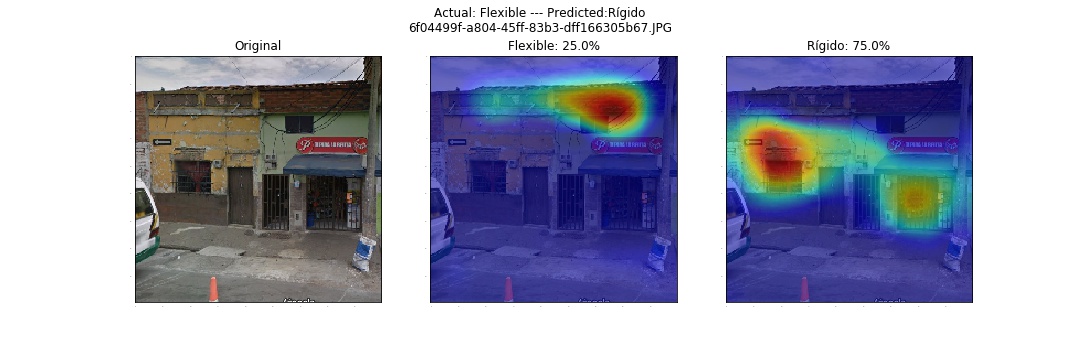 Actual: Flexible --- Predicted:Rígido
6f04499f-a804-45ff-83b3-dff166305b67.JPG
Original
Flexible: 25.0%
Rígido: 75.0%